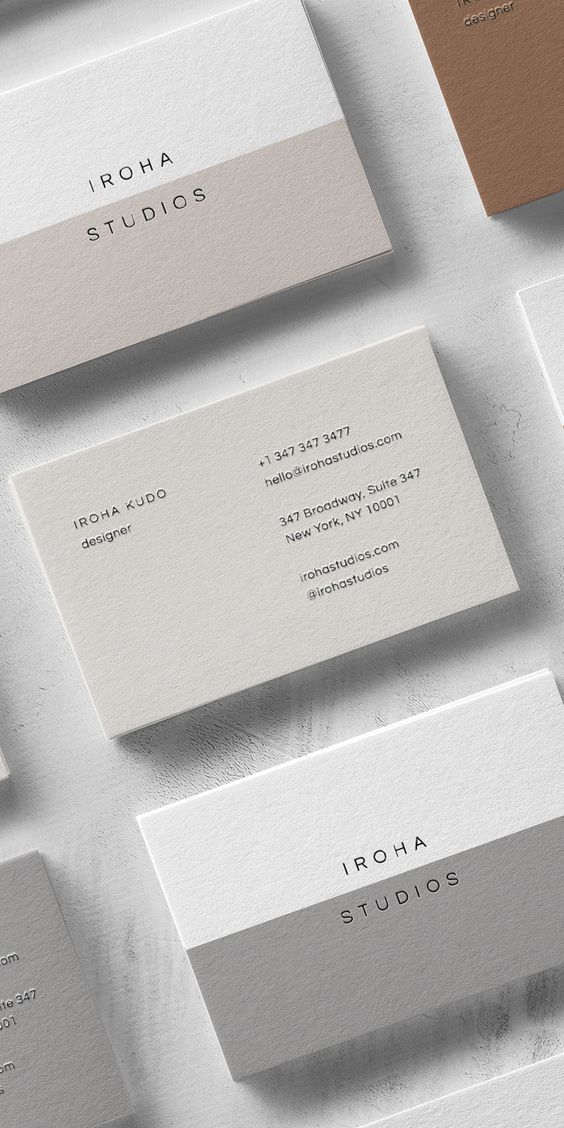 designer
IROHA
STUDIOS
+1 347 347 3477
hello@irohastudios.com
IROHA KUDO
designer
347 Broadway, Suite 347
New York, NY 10001
irohastudios.com
@irohastudios
IROHA
STUDIOS
347